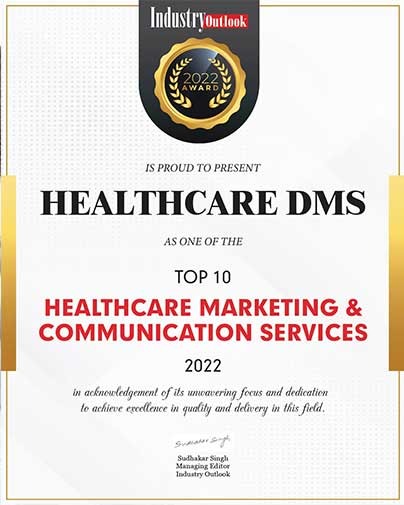 IndustryOutlook
2022
AWARD
IS PROUD TO PRESENT
HEALTHCARE DMS
AS ONE OF THE
TOP 10
HEALTHCARE MARKETING &
COMMUNICATION SERVICES
2022
in acknowledgement of its unwavering focus and dedication
to achieve excellence in quality and delivery in this field.
Sudhakar Singh
Sudhakar Singh
Managing Editor
Industry Outlook